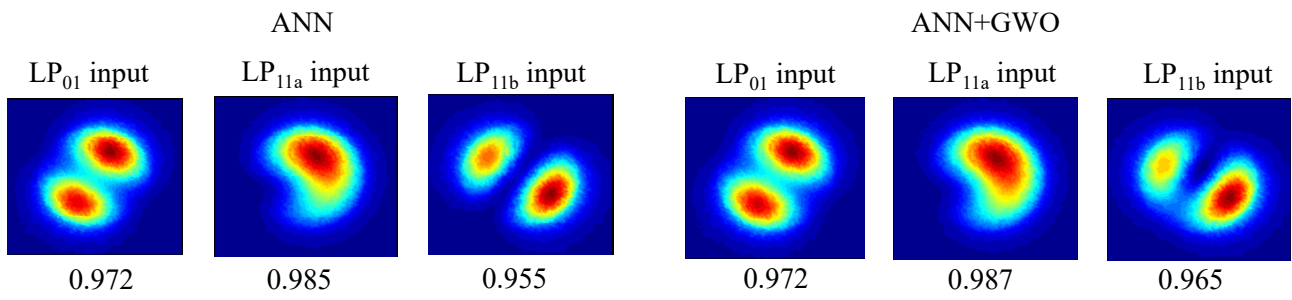 ANN
LP₀₁ input LP₁₁ₐ input LP₁₁b input
0.972 0.985 0.955
ANN+GWO
LP₀₁ input LP₁₁ₐ input LP₁₁b input
0.972 0.987 0.965